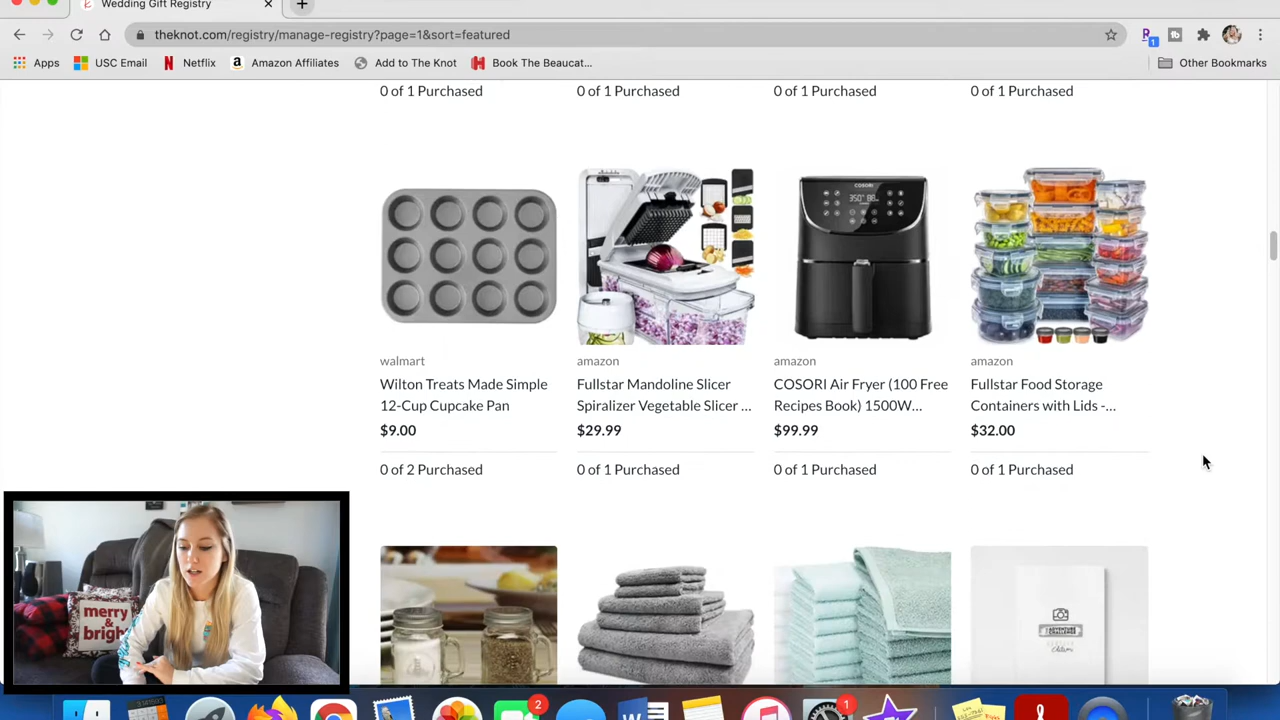 Wedding Gift Registry
theknot.com/registry/manage-registry?page=1&sort=featured
Apps USC Email Netflix Amazon Affiliates Add to The Knot Book The Beaucat... Other Bookmarks
0 of 1 Purchased 0 of 1 Purchased 0 of 1 Purchased 0 of 1 Purchased
COSORI
walmart amazon amazon amazon
Wilton Treats Made Simple Fullstar Mandoline Slicer COSORI Air Fryer (100 Free Fullstar Food Storage
12-Cup Cupcake Pan Spiralizer Vegetable Slicer ... Recipes Book) 1500W... Containers with Lids -...
$9.00 $29.99 $99.99 $32.00
0 of 2 Purchased 0 of 1 Purchased 0 of 1 Purchased 0 of 1 Purchased
merry
&
bright
2
1
1